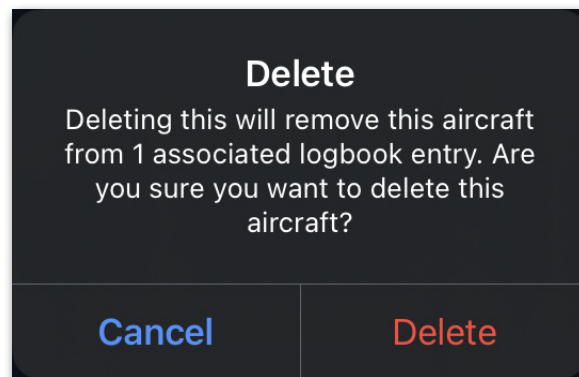 Delete
Deleting this will remove this aircraft
from 1 associated logbook entry. Are
you sure you want to delete this
aircraft?
Cancel
Delete